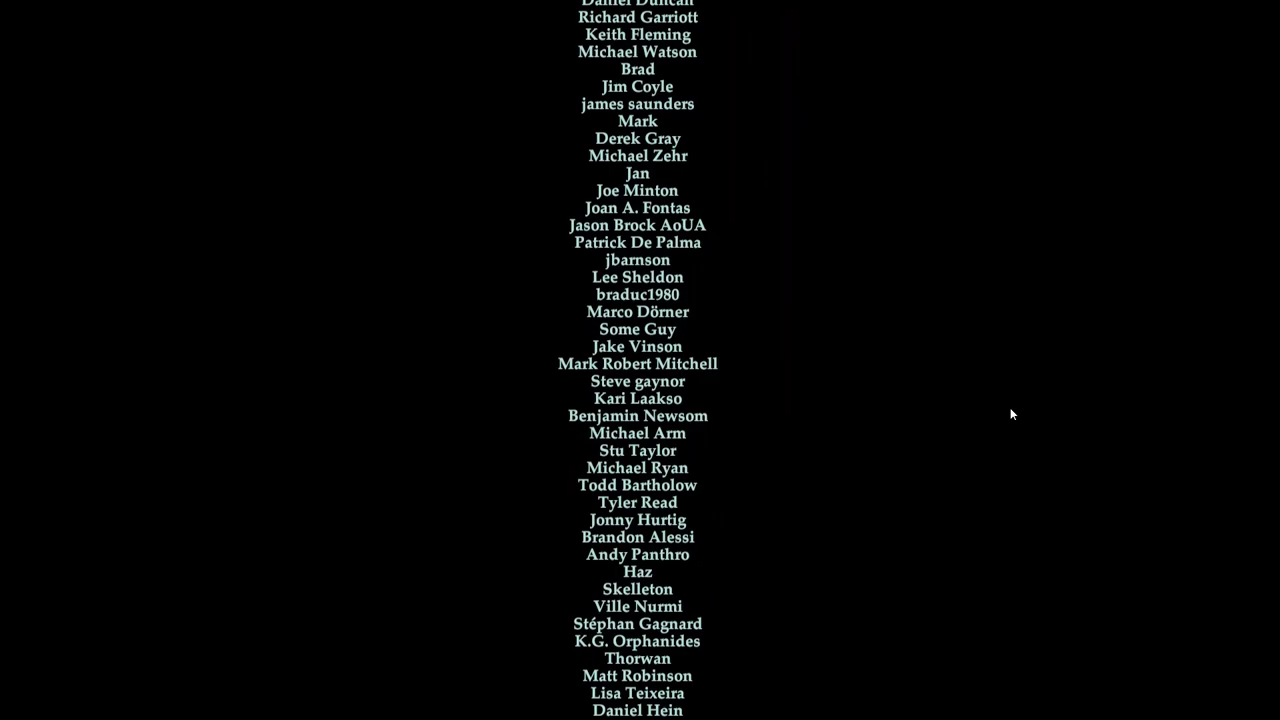 Daniel Duncan
Richard Garriott
Keith Fleming
Michael Watson
Brad
Jim Coyle
james saunders
Mark
Derek Gray
Michael Zehr
Jan
Joe Minton
Joan A. Fontas
Jason Brock AoUA
Patrick De Palma
jbarnson
Lee Sheldon
braduc1980
Marco Dörner
Some Guy
Jake Vinson
Mark Robert Mitchell
Steve gaynor
Kari Laakso
Benjamin Newsom
Michael Arm
Stu Taylor
Michael Ryan
Todd Bartholow
Tyler Read
Jonny Hurtig
Brandon Alessi
Andy Panthro
Haz
Skelleton
Ville Nurmi
Stéphan Gagnard
K.G. Orphanides
Thorwan
Matt Robinson
Lisa Teixeira
Daniel Hein